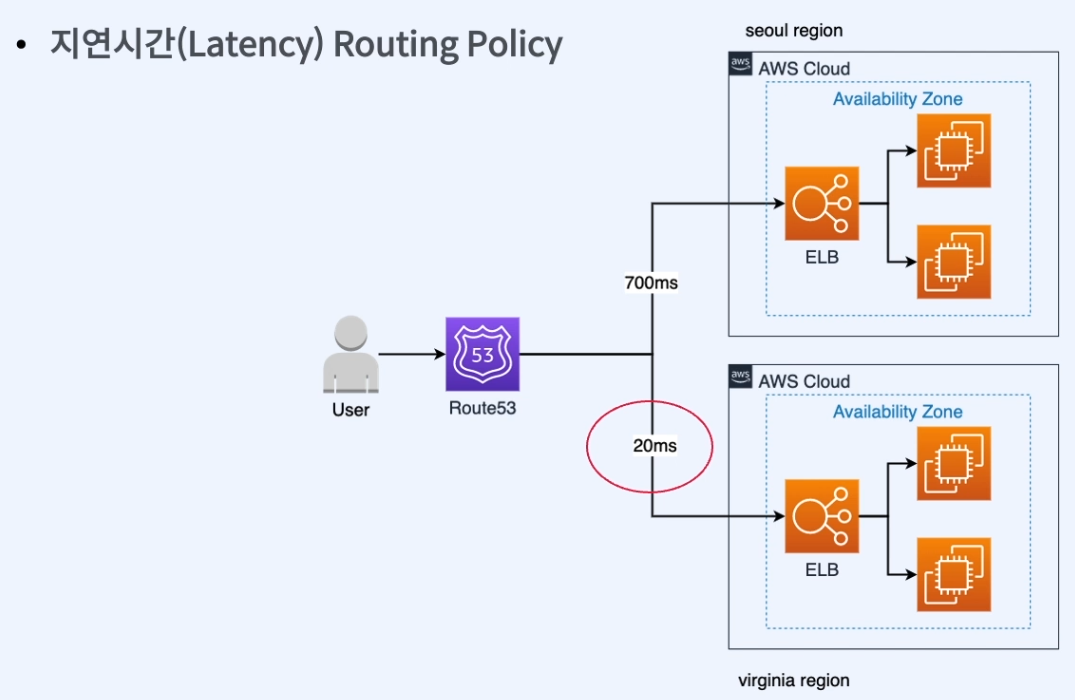 • 지연시간(Latency) Routing Policy
seoul region
aws
AWS Cloud
Availability Zone
ELB
700ms
53
User
Route53
20ms
aws
AWS Cloud
Availability Zone
ELB
virginia region